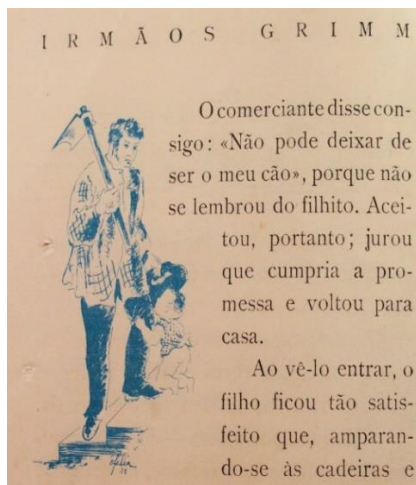 IRMÃOS GRIMM
O comerciante disse con-
sigo: «Não pode deixar de
ser o meu cão», porque não
se lembrou do filhito. Acei-
tou, portanto; jurou
que cumpria a pro-
messa e voltou para
casa.
Ao vê-lo entrar, o
filho ficou tão satis-
feito que, amparan-
do-se às cadeiras e